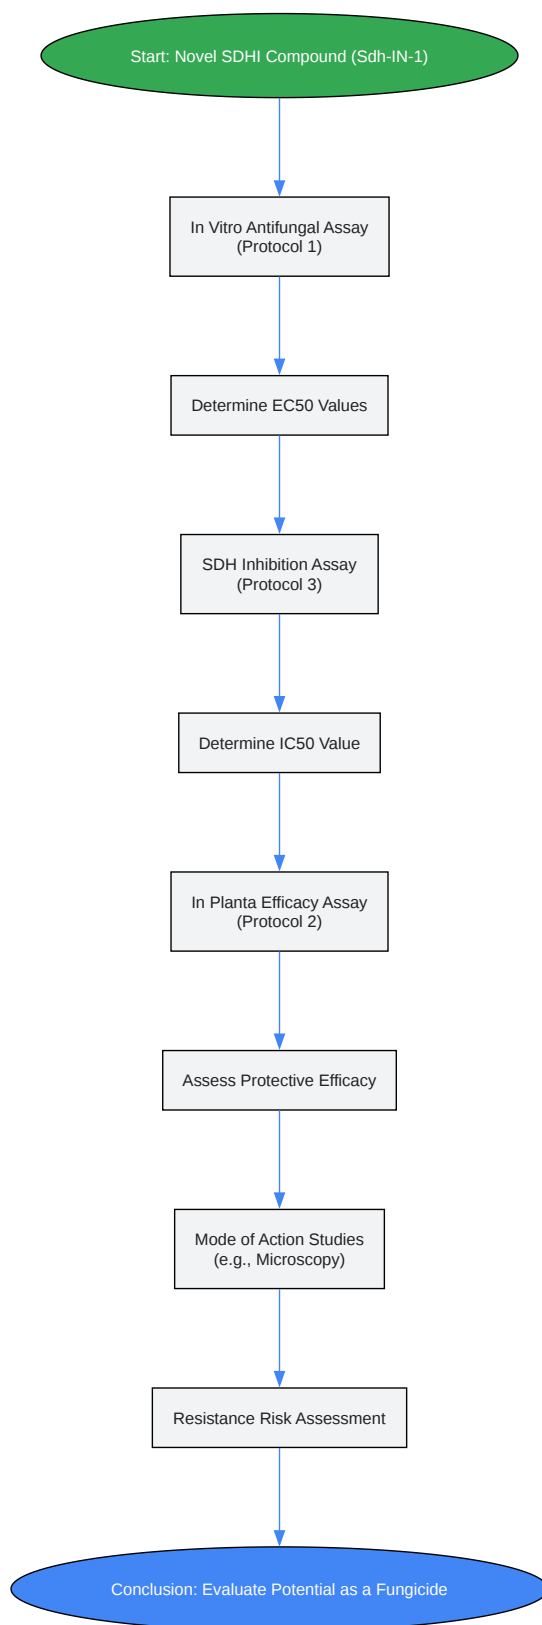 Start: Novel SDHI Compound (Sdh-IN-1)
In Vitro Antifungal Assay
(Protocol 1)
Determine EC50 Values
SDH Inhibition Assay
(Protocol 3)
Determine IC50 Value
In Planta Efficacy Assay
(Protocol 2)
Assess Protective Efficacy
Mode of Action Studies
(e.g., Microscopy)
Resistance Risk Assessment
Conclusion: Evaluate Potential as a Fungicide